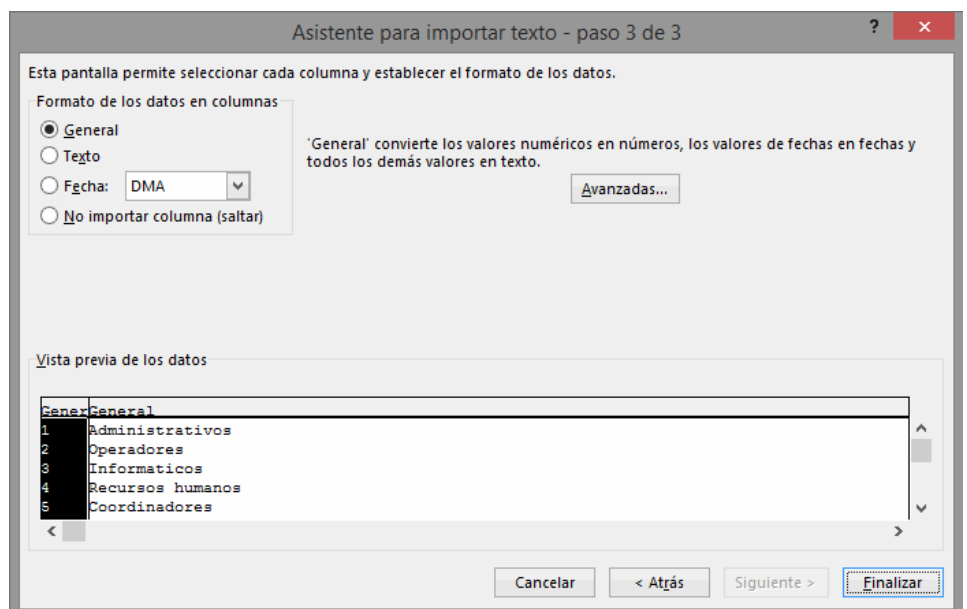 Asistente para importar texto - paso 3 de 3
?
×
Esta pantalla permite seleccionar cada columna y establecer el formato de los datos.
Formato de los datos en columnas
General
Texto
Fecha: DMA
No importar columna (saltar)
'General' convierte los valores numéricos en números, los valores de fechas en fechas y
todos los demás valores en texto.
Avanzadas...
Vista previa de los datos
Gener General
1 Administrativos
2 Operadores
3 Informaticos
4 Recursos humanos
5 Coordinadores
Cancelar < Atrás Siguiente > Finalizar